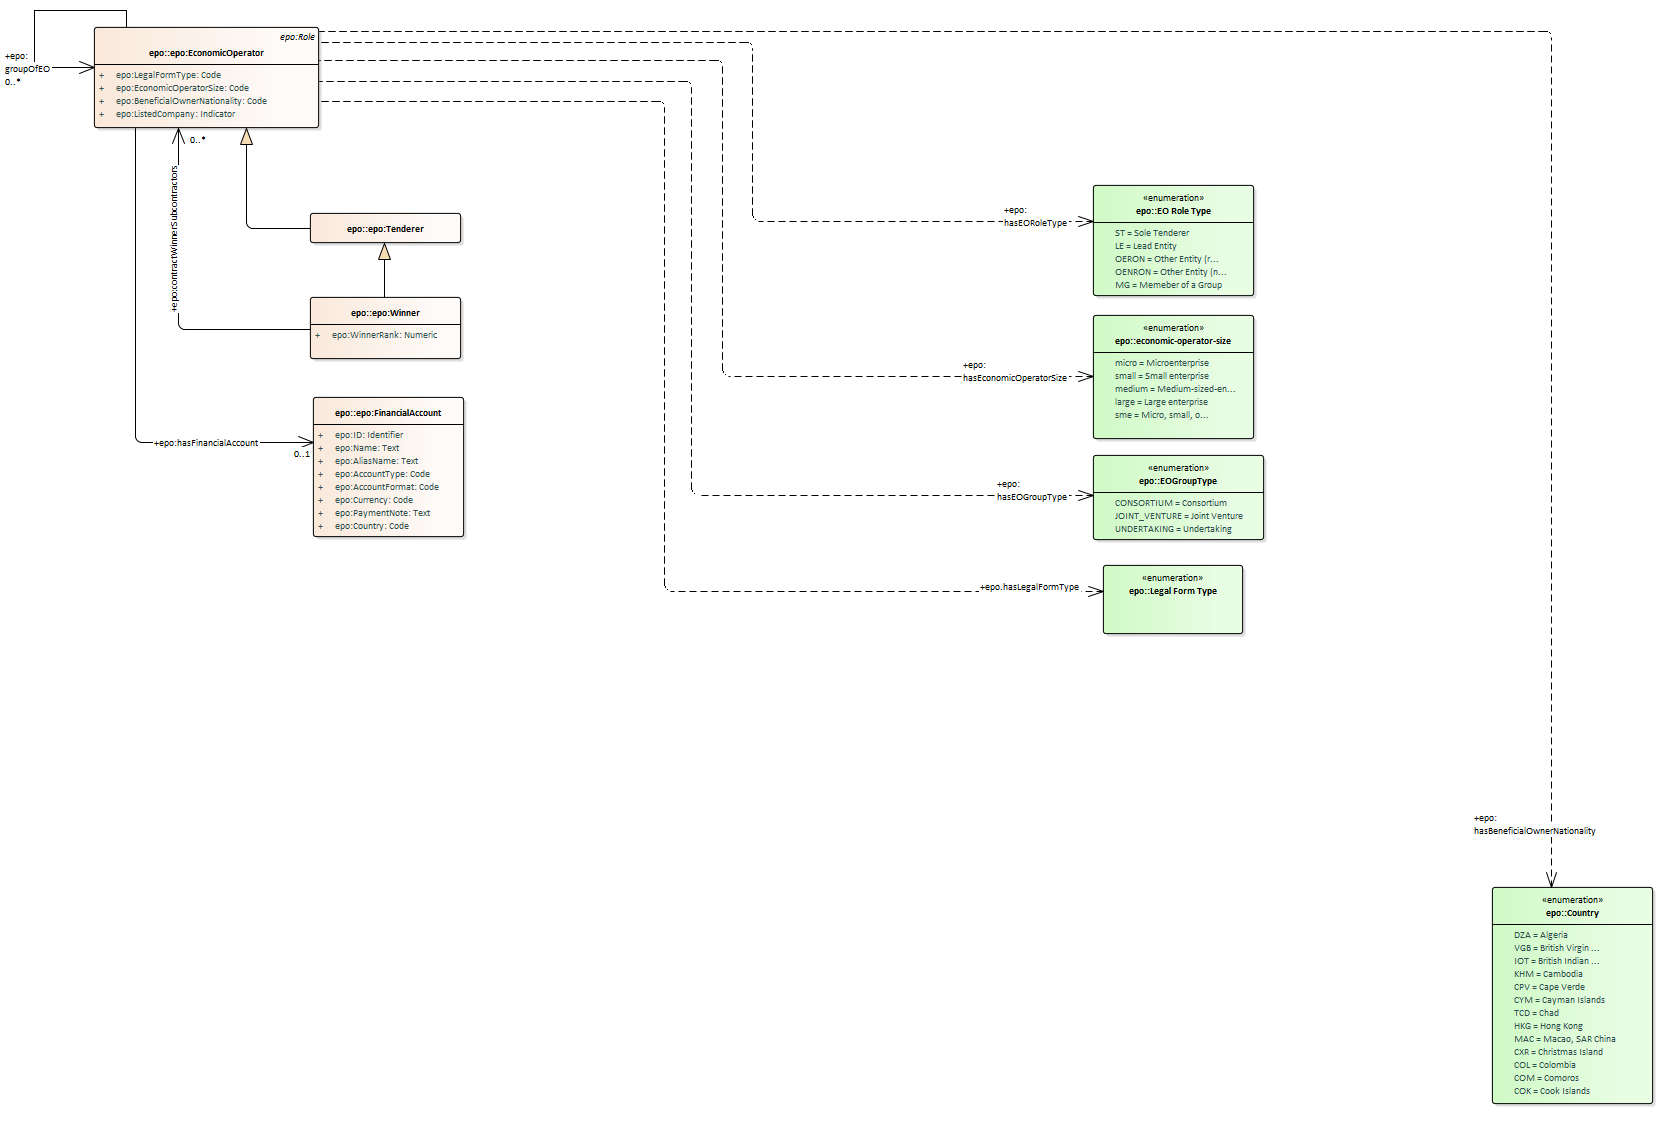 epo:Role
epo::epo:EconomicOperator
+ epo:LegalFormType: Code
+ epo:EconomicOperatorSize: Code
+ epo:BeneficialOwnerNationality: Code
+ epo:ListedCompany: Indicator
+epo:
groupOfEO
0..*
0..*
+epo:contractWinnerSubcontractors
epo::epo:Tenderer
epo::epo:Winner
+ epo:WinnerRank: Numeric
+epo:hasFinancialAccount
0..1
epo::epo:FinancialAccount
+ epo:ID: Identifier
+ epo:Name: Text
+ epo:AliasName: Text
+ epo:AccountType: Code
+ epo:AccountFormat: Code
+ epo:Currency: Code
+ epo:PaymentNote: Text
+ epo:Country: Code
+epo:
hasEORoleType
«enumeration»
epo::EO Role Type
ST = Sole Tenderer
LE = Lead Entity
OERON = Other Entity (r...
OENRON = Other Entity (n...
MG = Memeber of a Group
+epo:
hasEconomicOperatorSize
«enumeration»
epo::economic-operator-size
micro = Microenterprise
small = Small enterprise
medium = Medium-sized-en...
large = Large enterprise
sme = Micro, small, o...
+epo:
hasEOGroupType
«enumeration»
epo::EOGroupType
CONSORTIUM = Consortium
JOINT_VENTURE = Joint Venture
UNDERTAKING = Undertaking
+epo.hasLegalFormType
«enumeration»
epo::Legal Form Type
+epo:
hasBeneficialOwnerNationality
«enumeration»
epo::Country
DZA = Algeria
VGB = British Virgin ...
IOT = British Indian ...
KHM = Cambodia
CPV = Cape Verde
CYM = Cayman Islands
TCD = Chad
HKG = Hong Kong
MAC = Macao, SAR China
CXR = Christmas Island
COL = Colombia
COM = Comoros
COK = Cook Islands